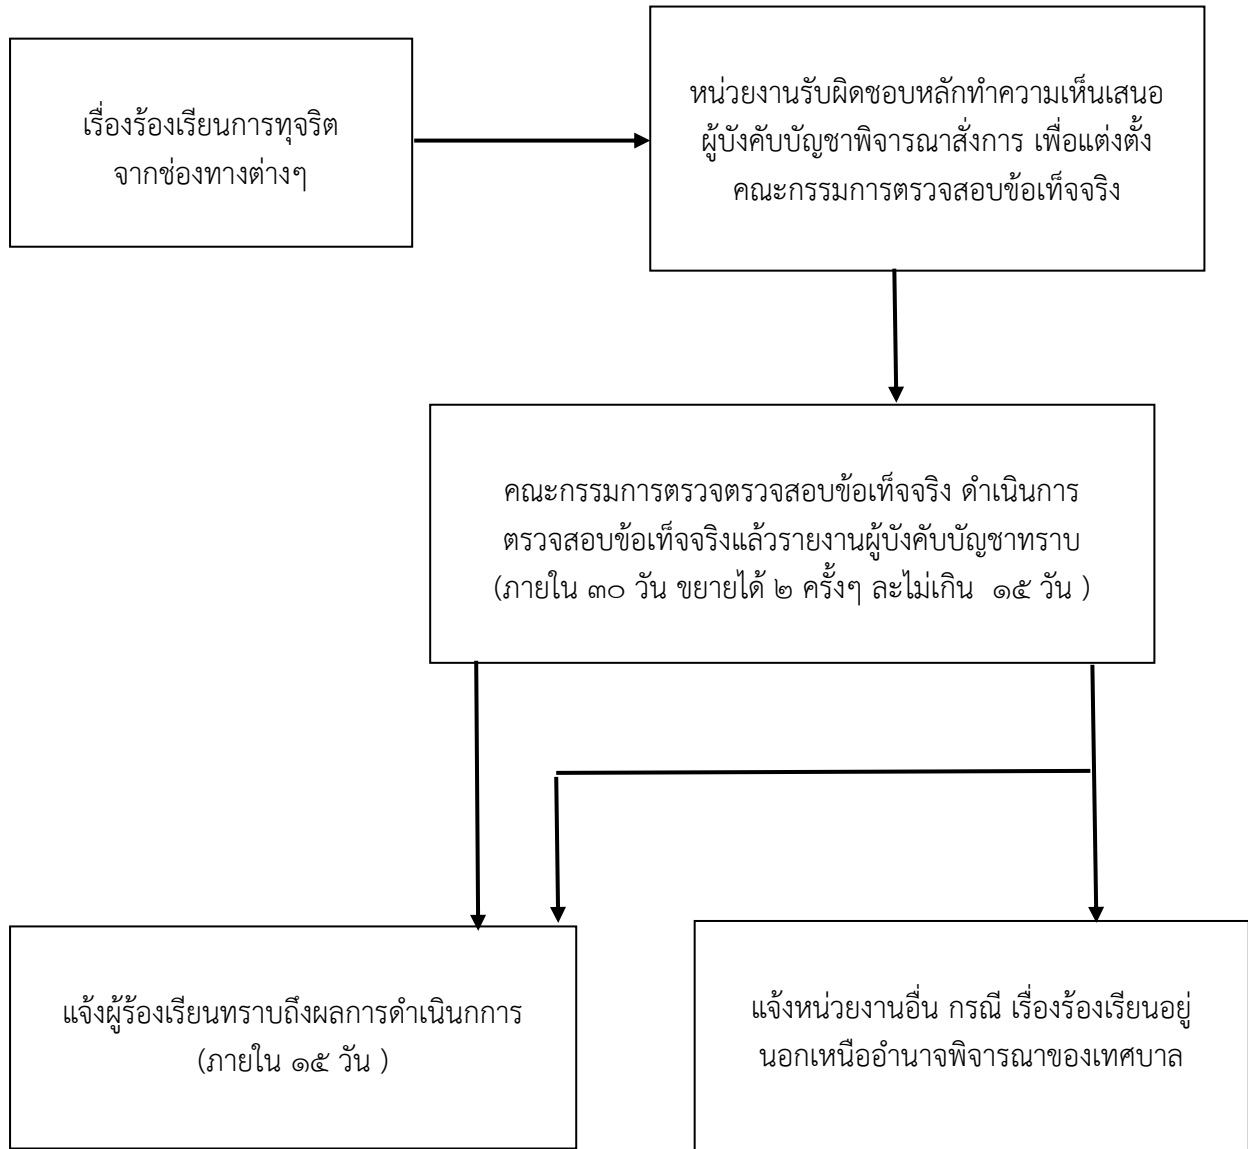 เรื่องร้องเรียนการทุจริต
จากช่องทางต่างๆ
หน่วยงานรับผิดชอบหลักทำความเห็นเสนอ
ผู้บังคับบัญชาพิจารณาสั่งการ เพื่อแต่งตั้ง
คณะกรรมการตรวจสอบข้อเท็จจริง
คณะกรรมการตรวจตรวจสอบข้อเท็จจริง ดำเนินการ
ตรวจสอบข้อเท็จจริงแล้วรายงานผู้บังคับบัญชาทราบ
(ภายใน ๓๐ วัน ขยายได้ ๒ ครั้งๆ ละไม่เกิน ๑๕ วัน )
แจ้งผู้ร้องเรียนทราบถึงผลการดำเนินกการ
(ภายใน ๑๕ วัน )
แจ้งหน่วยงานอื่น กรณี เรื่องร้องเรียนอยู่
นอกเหนืออำนาจพิจารณาของเทศบาล